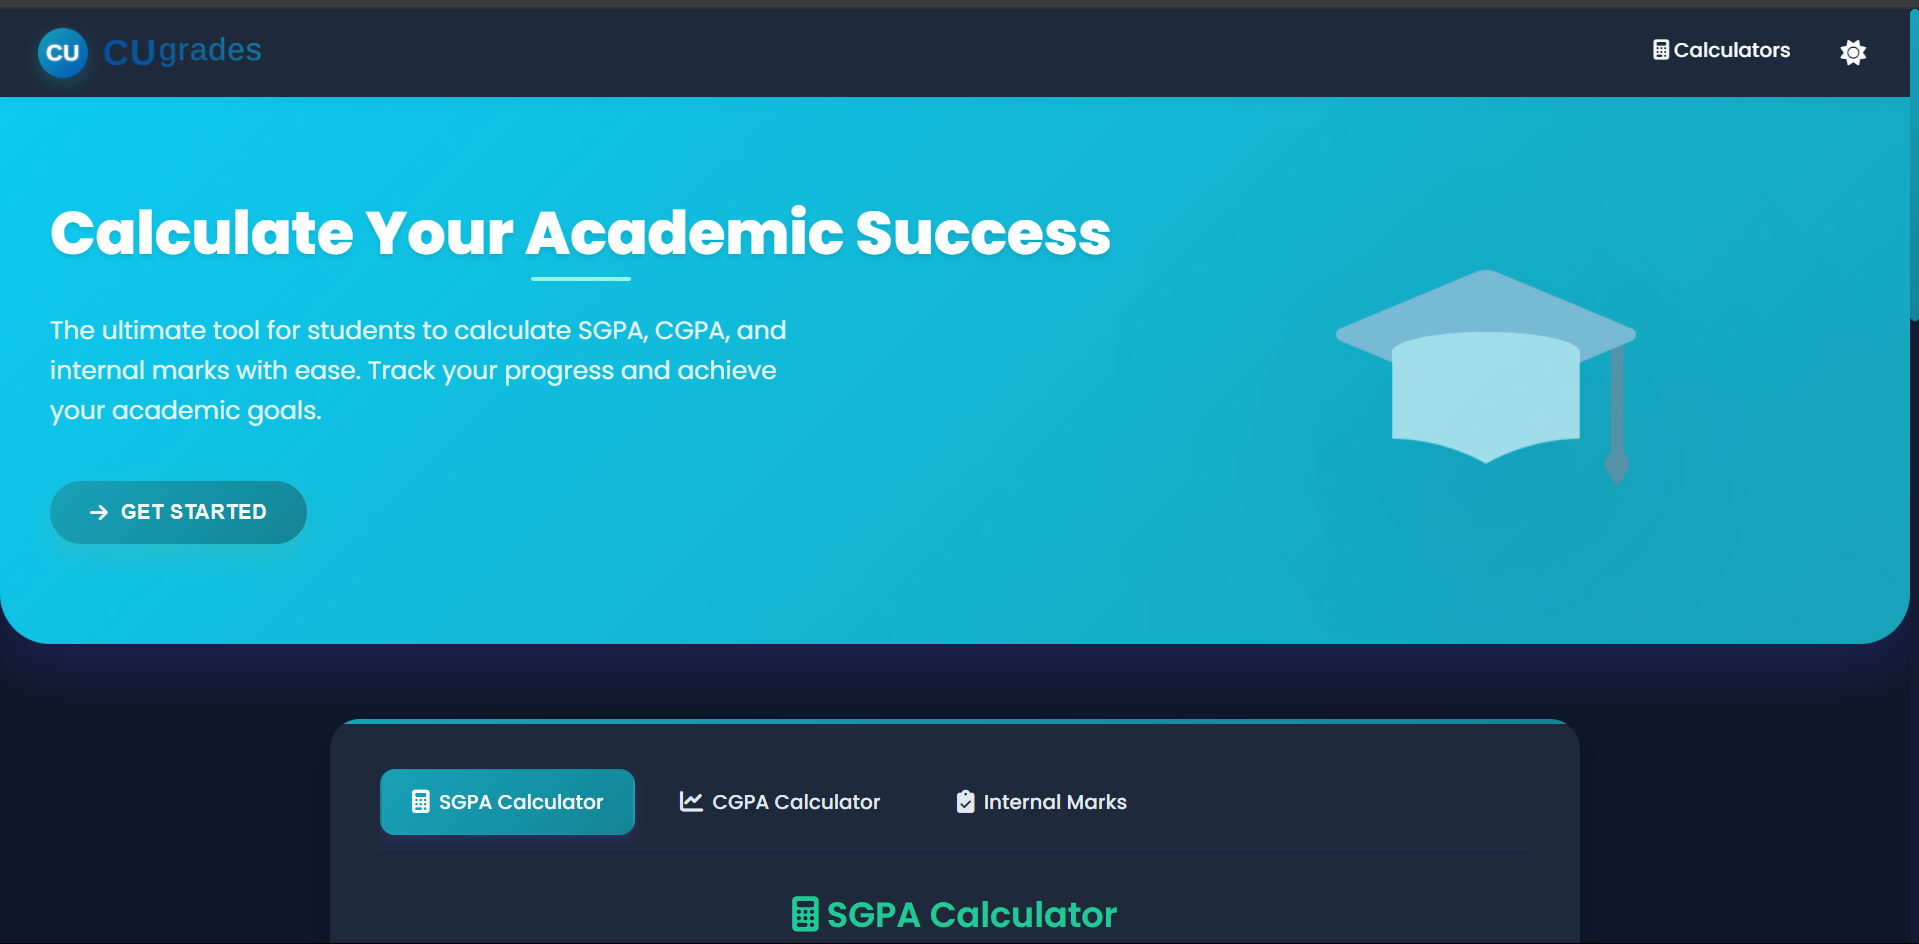 CU CUgrades
Calculators
Calculate Your Academic Success
The ultimate tool for students to calculate SGPA, CGPA, and
internal marks with ease. Track your progress and achieve
your academic goals.
GET STARTED
SGPA Calculator
CGPA Calculator
Internal Marks
SGPA Calculator